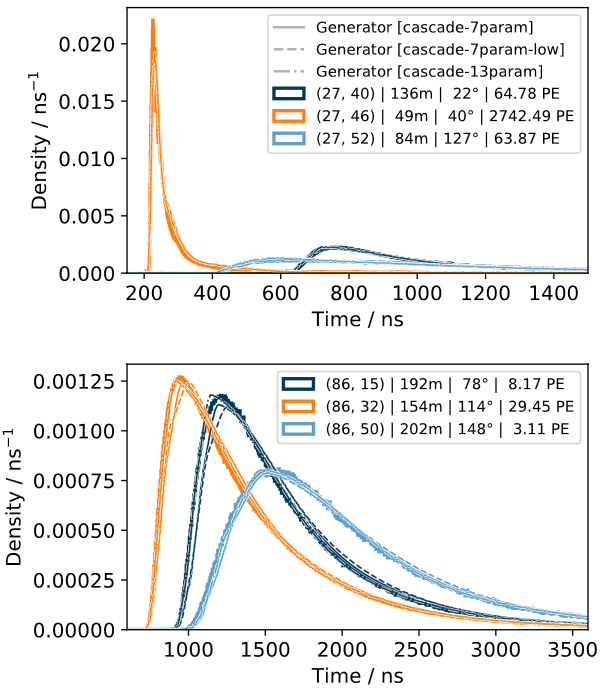 Density / ns⁻¹
0.020
0.015
0.010
0.005
0.000
Generator [cascade-7param]
Generator [cascade-7param-low]
Generator [cascade-13param]
(27, 40) | 136m | 22° | 64.78 PE
(27, 46) | 49m | 40° | 2742.49 PE
(27, 52) | 84m | 127° | 63.87 PE
200 400 600 800 1000 1200 1400
Time / ns
Density / ns⁻¹
0.00125
0.00100
0.00075
0.00050
0.00025
0.00000
(86, 15) | 192m | 78° | 8.17 PE
(86, 32) | 154m | 114° | 29.45 PE
(86, 50) | 202m | 148° | 3.11 PE
1000 1500 2000 2500 3000 3500
Time / ns